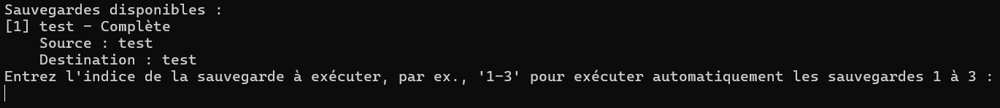 Sauvegardes disponibles :
[1] test - Complète
Source : test
Destination : test
Entrez l'indice de la sauvegarde à exécuter, par ex., '1-3' pour exécuter automatiquement les sauvegardes 1 à 3 :